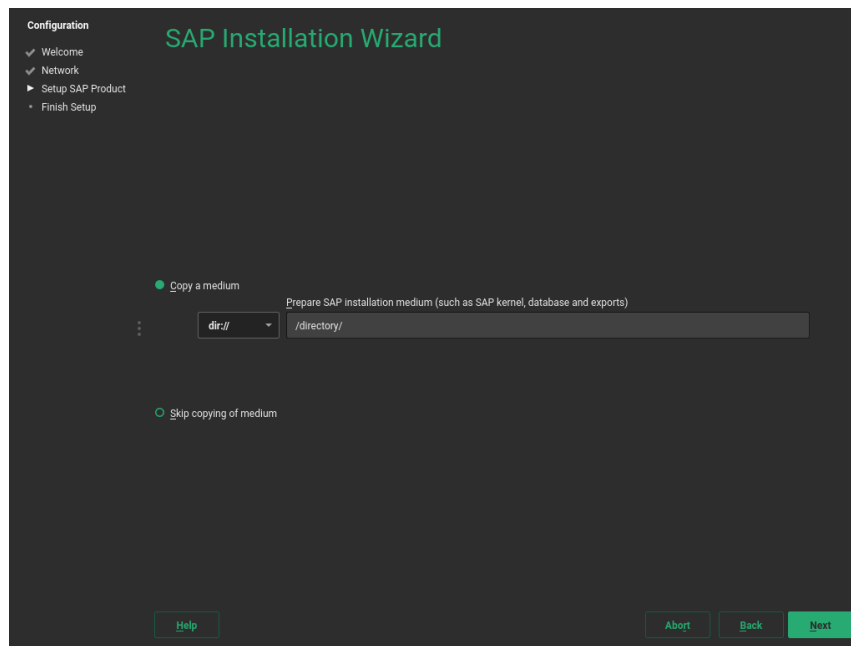 Configuration
Welcome
Network
Setup SAP Product
Finish Setup
SAP Installation Wizard
Copy a medium
Prepare SAP installation medium (such as SAP kernel, database and exports)
dir:// /directory/
Skip copying of medium
Help Abort Back Next